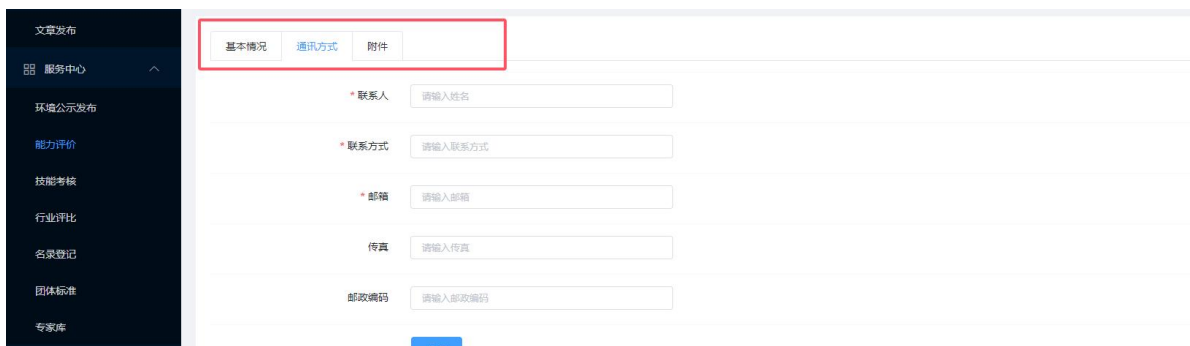 文章发布
服务中心
环境公示发布
能力评价
技能考核
行业评比
名录登记
团体标准
专家库
基本情况 通讯方式 附件
* 联系人 请输入姓名
* 联系方式 请输入联系方式
* 邮箱 请输入邮箱
传真 请输入传真
邮政编码 请输入邮政编码